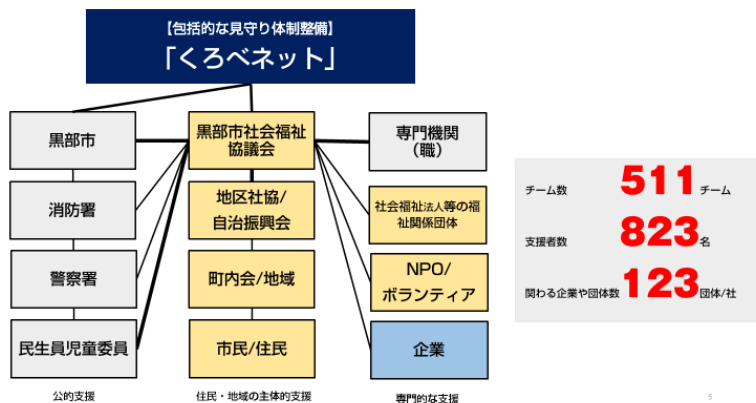 【包括的な見守り体制整備】
「くろべネット」
黒部市
消防署
警察署
民生員児童委員
公的支援
黒部市社会福祉
協議会
地区社協/
自治振興会
町内会/地域
市民/住民
住民・地域の主体的支援
専門機関
（職）
社会福祉法人等の福
祉関係団体
NPO/
ボランティア
企業
専門的な支援
チーム数 511 チーム
支援者数 823 名
関わる企業や団体数 123 団体/社
5